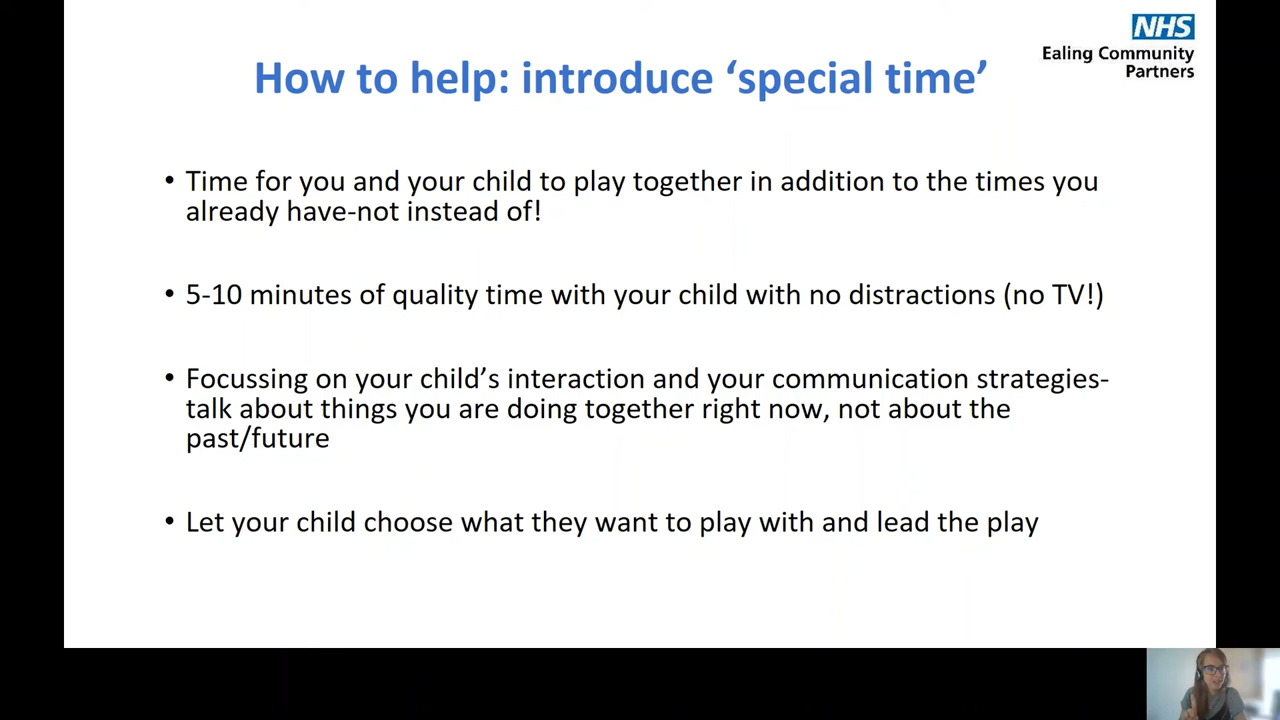 NHS
Ealing Community
Partners
How to help: introduce ‘special time’
• Time for you and your child to play together in addition to the times you
already have-not instead of!
• 5-10 minutes of quality time with your child with no distractions (no TV!)
• Focussing on your child’s interaction and your communication strategies-
talk about things you are doing together right now, not about the
past/future
• Let your child choose what they want to play with and lead the play